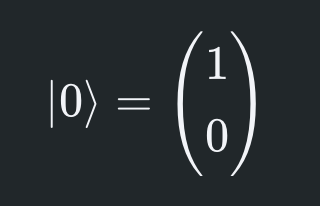 |0⟩ = (1
0)